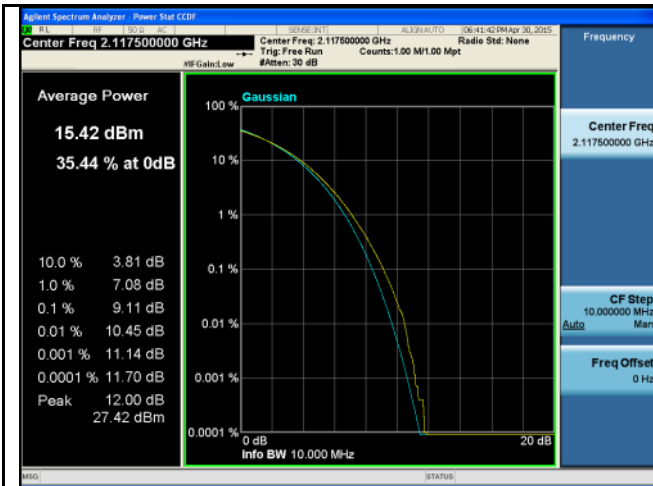 Agilent Spectrum Analyzer - Power Stat CCDF
RL RF 50 Ω AC SENSE:INT ALIGNAUTO 06:41:42 PM Apr 30, 2015
Center Freq 2.117500000 GHz
Center Freq: 2.117500000 GHz Radio Std: None
Trig: Free Run Counts:1.00 M/1.00 Mpt
#IFGain:Low #Atten: 30 dB
Average Power
15.42 dBm
35.44 % at 0dB
10.0 % 3.81 dB
1.0 % 7.08 dB
0.1 % 9.11 dB
0.01 % 10.45 dB
0.001 % 11.14 dB
0.0001 % 11.70 dB
Peak 12.00 dB
27.42 dBm
Gaussian
100 %
10 %
1 %
0.1 %
0.01 %
0.001 %
0.0001 %
0 dB 20 dB
Info BW 10.000 MHz
Frequency
Center Freq
2.117500000 GHz
CF Step
10.000000 MHz
Auto Man
Freq Offset
0 Hz
MSG STATUS